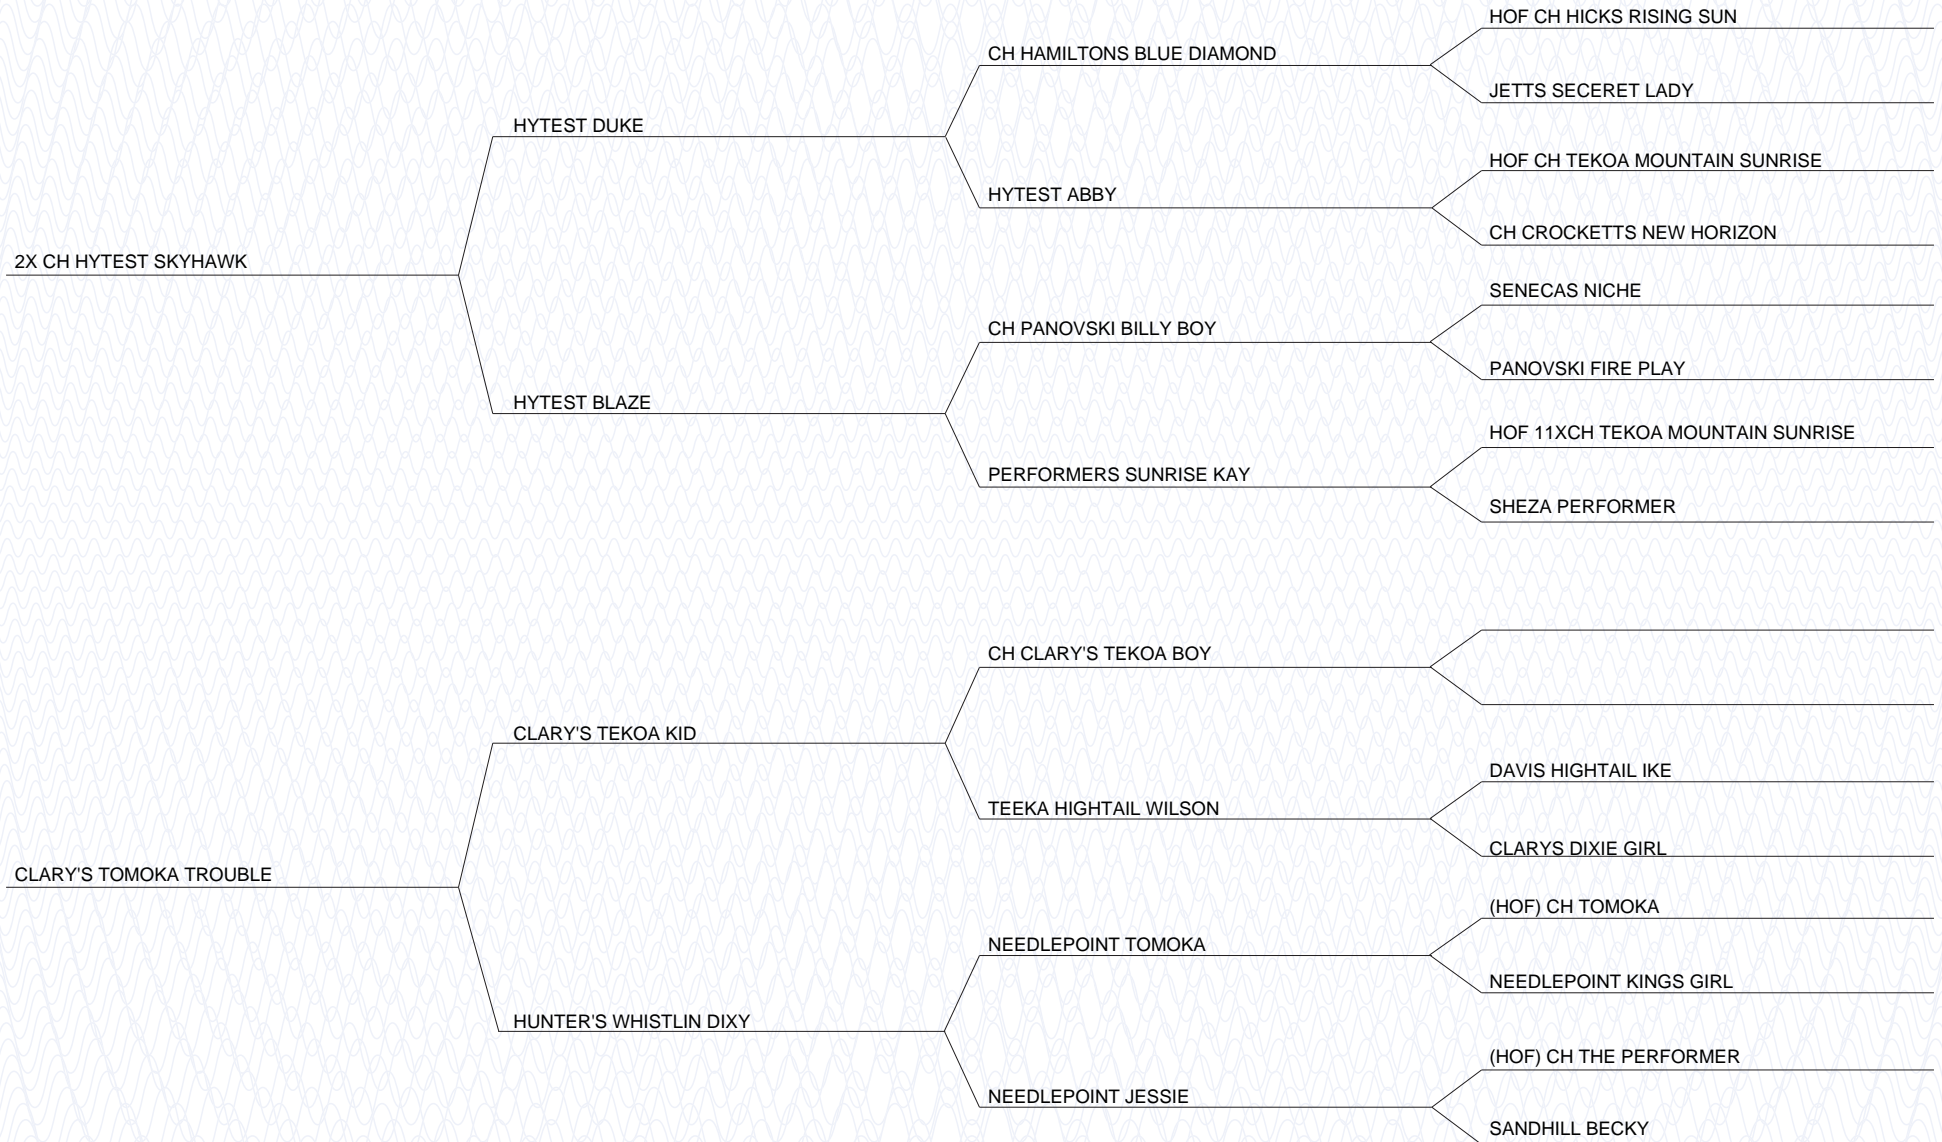 HOF CH HICKS RISING SUN
CH HAMILTONS BLUE DIAMOND
JETTS SECERET LADY
HYTEST DUKE
HOF CH TEKOA MOUNTAIN SUNRISE
HYTEST ABBY
CH CROCKETTS NEW HORIZON
2X CH HYTEST SKYHAWK
SENECAS NICHE
CH PANOVSKI BILLY BOY
PANOVSKI FIRE PLAY
HYTEST BLAZE
HOF 11XCH TEKOA MOUNTAIN SUNRISE
PERFORMERS SUNRISE KAY
SHEZA PERFORMER
CH CLARY'S TEKOA BOY
CLARY'S TEKOA KID
DAVIS HIGHTAIL IKE
TEEKA HIGHTAIL WILSON
CLARYS DIXIE GIRL
CLARY'S TOMOKA TROUBLE
(HOF) CH TOMOKA
NEEDLEPOINT TOMOKA
NEEDLEPOINT KINGS GIRL
HUNTER'S WHISTLIN DIXY
(HOF) CH THE PERFORMER
NEEDLEPOINT JESSIE
SANDHILL BECKY